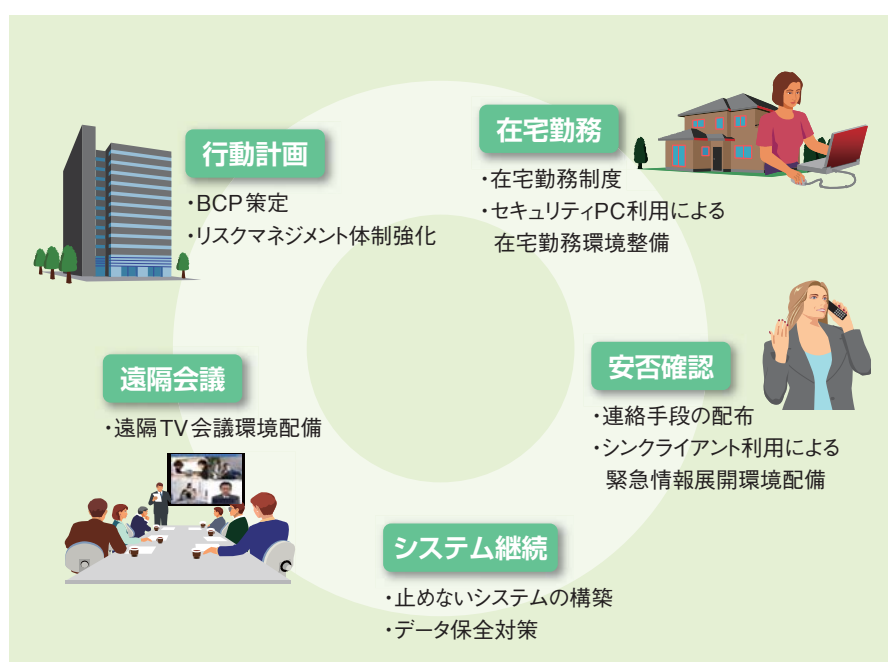 行動計画
・BCP策定
・リスクマネジメント体制強化
在宅勤務
・在宅勤務制度
・セキュリティPC利用による
在宅勤務環境整備
安否確認
・連絡手段の配布
・シンクライアント利用による
緊急情報展開環境配備
システム継続
・止めないシステムの構築
・データ保全対策
遠隔会議
・遠隔TV会議環境配備